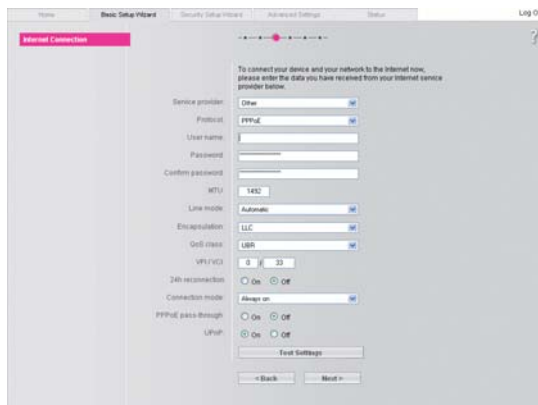 Home Basic Setup Wizard Security Setup Wizard Advanced Settings Status Log O
Internet Connection
?
To connect your device and your network to the Internet now,
please enter the data you have received from your Internet service
provider below.
Service provider: Other
Protocol: PPPoE
User name:
Password:
Confirm password:
MTU: 1492
Line mode: Automatic
Encapsulation: LLC
QoS class: UBR
VPI / VCI: 0 / 33
24h reconnection: On Off
Connection mode: Always on
PPPoE pass-through: On Off
UPnP: On Off
Test Settings
< Back Next >